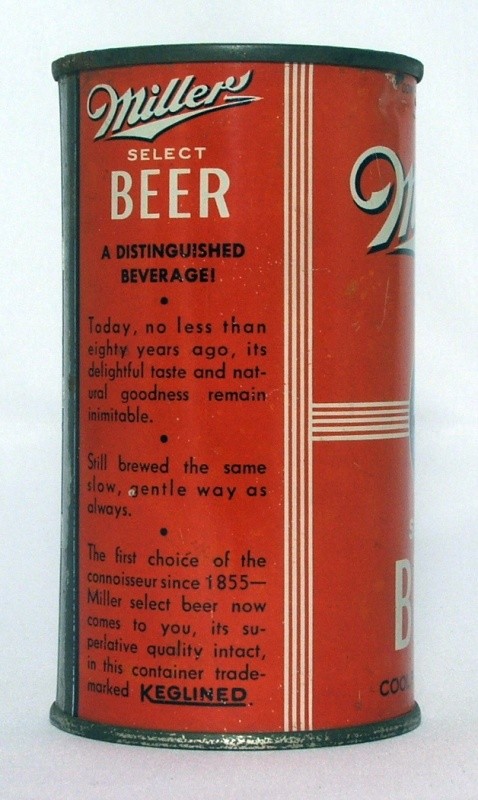 Miller
SELECT
BEER
A DISTINGUISHED
BEVERAGE!
•
Today, no less than
eighty years ago, its
delightful taste and nat-
ural goodness remain
inimitable.
•
Still brewed the same
slow, gentle way as
always.
•
The first choice of the
connoisseur since 1855—
Miller select beer now
comes to you, its su-
perlative quality intact,
in this container trade-
marked KEGLINED
M
B
COOL